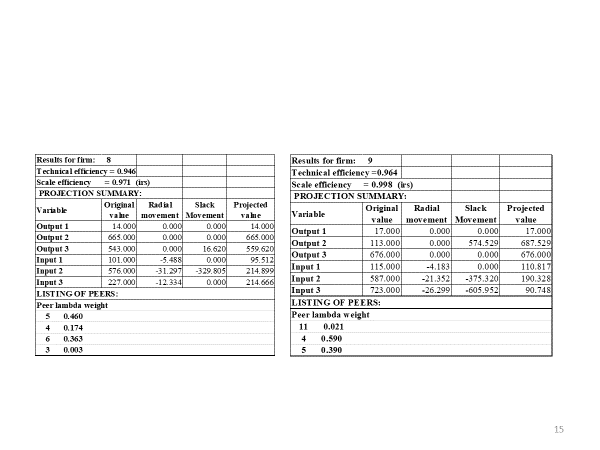 Results for firm: 8
Technical efficiency = 0.946
Scale efficiency = 0.971 (irs)
PROJECTION SUMMARY:
Variable Original value Radial movement Slack Movement Projected value
Output 1 14.000 0.000 0.000 14.000
Output 2 665.000 0.000 0.000 665.000
Output 3 543.000 0.000 16.620 559.620
Input 1 101.000 -5.488 0.000 95.512
Input 2 576.000 -31.297 -329.805 214.899
Input 3 227.000 -12.334 0.000 214.666
LISTING OF PEERS:
Peer lambda weight
5 0.460
4 0.174
6 0.363
3 0.003
Results for firm: 9
Technical efficiency =0.964
Scale efficiency = 0.998 (irs)
PROJECTION SUMMARY:
Variable Original value Radial movement Slack Movement Projected value
Output 1 17.000 0.000 0.000 17.000
Output 2 113.000 0.000 574.529 687.529
Output 3 676.000 0.000 0.000 676.000
Input 1 115.000 -4.183 0.000 110.817
Input 2 587.000 -21.352 -375.320 190.328
Input 3 723.000 -26.299 -605.952 90.748
LISTING OF PEERS:
Peer lambda weight
11 0.021
4 0.590
5 0.390
15